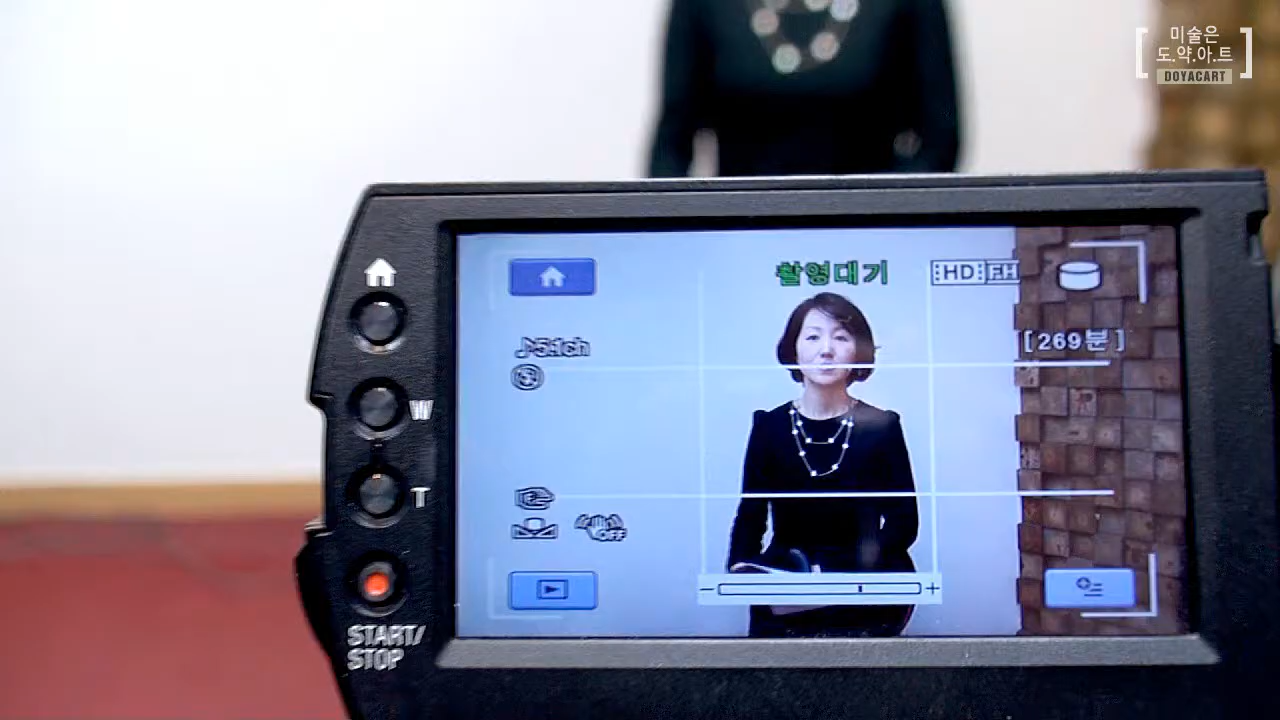 미술은
도.약.아.트
DOYACART
촬영대기
HD FH
♪5.1ch
[269분]
W
OFF
T
START/
STOP